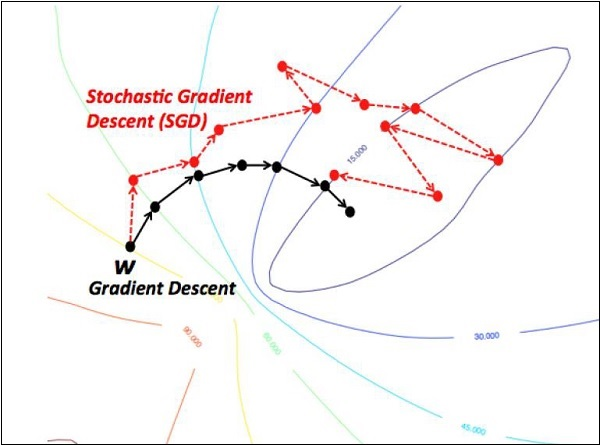 Stochastic Gradient
Descent (SGD)
15.000
W
Gradient Descent
90.000
60.000
30.000
45.000